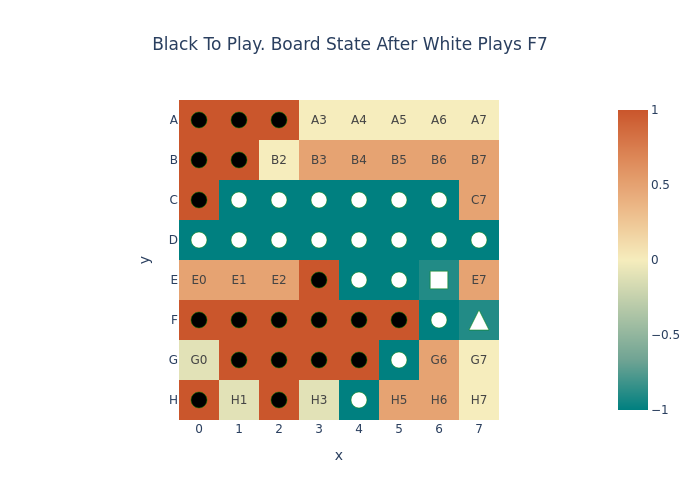 Black To Play. Board State After White Plays F7
A A3 A4 A5 A6 A7 1
B B2 B3 B4 B5 B6 B7
C C7 0.5
D
y
E E0 E1 E2 E7 0
F −0.5
G G0 G6 G7
H H1 H3 H5 H6 H7 −1
0 1 2 3 4 5 6 7
x